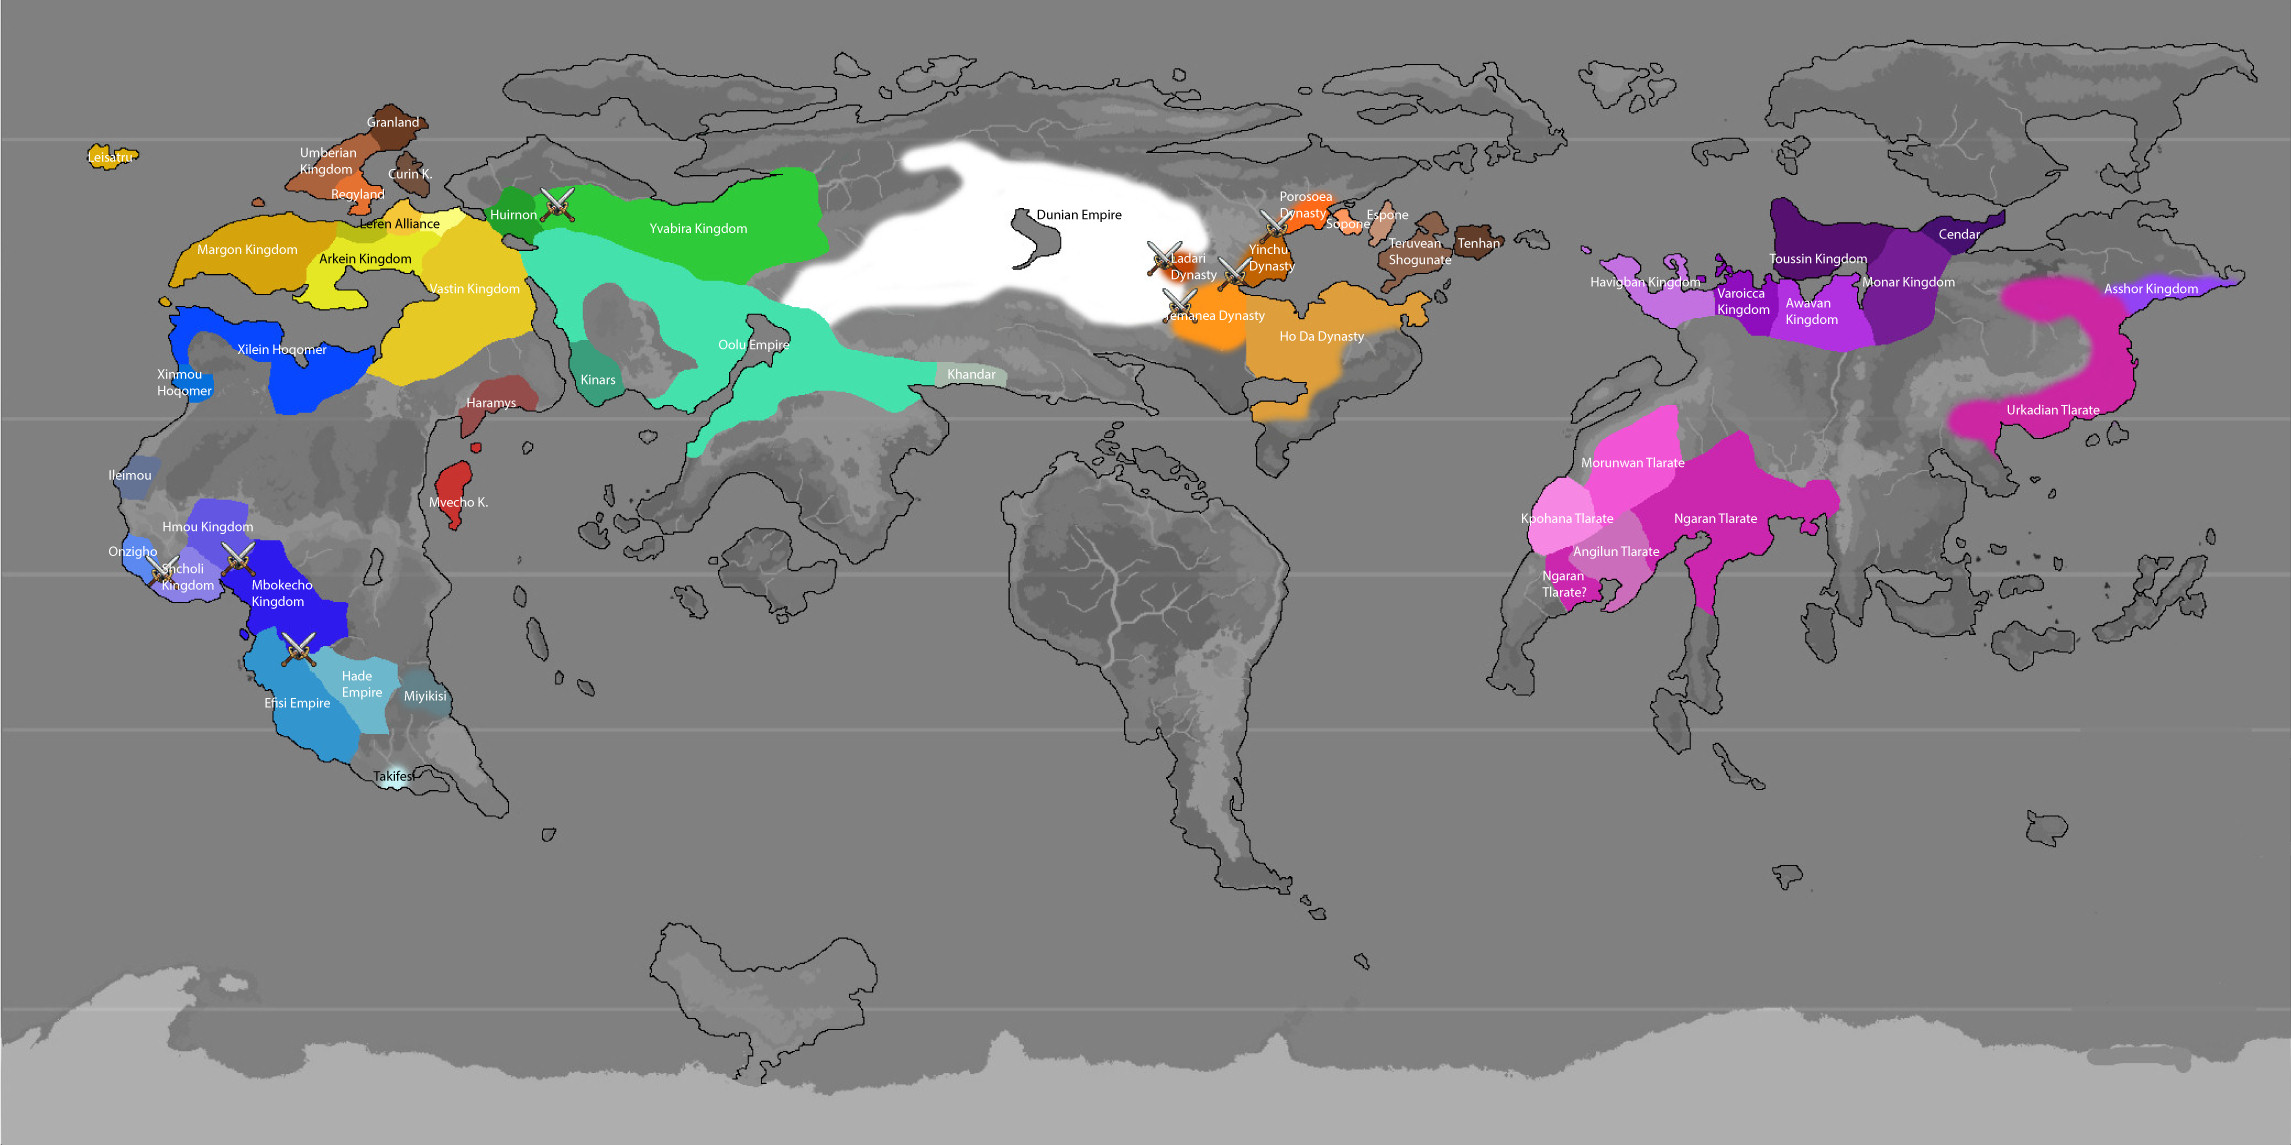 Granland
Leisatru
Umberian
Kingdom
Curin K.
Regyland
Huirnon
Leren Alliance
Margon Kingdom
Arkein Kingdom
Vastin Kingdom
Yvabira Kingdom
Dunian Empire
Porosoea
Dynasty
Sopone
Espone
Teruvean
Shogunate
Tenhan
Yinchu
Dynasty
Ladari
Dynasty
Yemanea Dynasty
Ho Da Dynasty
Xilein Hoqomer
Xinmou
Hoqomer
Oolu Empire
Kinars
Khandar
Haramys
Mvecho K.
Ileimou
Hmou Kingdom
Onzigho
Shcholi
Kingdom
Mbokecho
Kingdom
Hade
Empire
Efisi Empire
Miyikisi
Takifesi
Cendar
Toussin Kingdom
Monar Kingdom
Havigban Kingdom
Varoicca
Kingdom
Awavan
Kingdom
Asshor Kingdom
Urkadian Tlarate
Morunwan Tlarate
Kpohana Tlarate
Ngaran Tlarate
Angilun Tlarate
Ngaran
Tlarate?